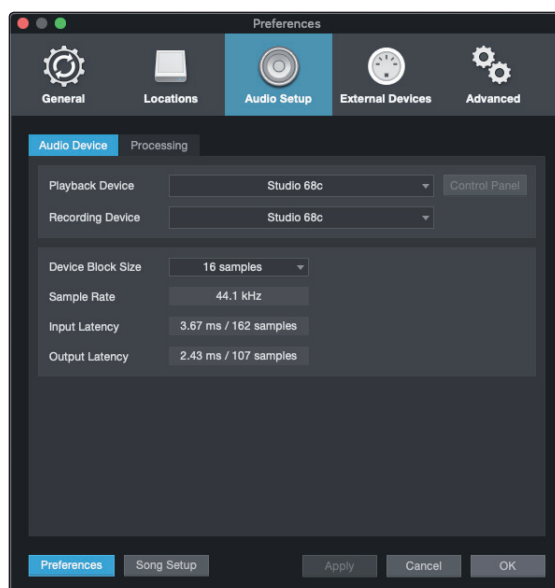 Preferences
General Locations Audio Setup External Devices Advanced
Audio Device Processing
Playback Device Studio 68c Control Panel
Recording Device Studio 68c
Device Block Size 16 samples
Sample Rate 44.1 kHz
Input Latency 3.67 ms / 162 samples
Output Latency 2.43 ms / 107 samples
Preferences Song Setup Apply Cancel OK